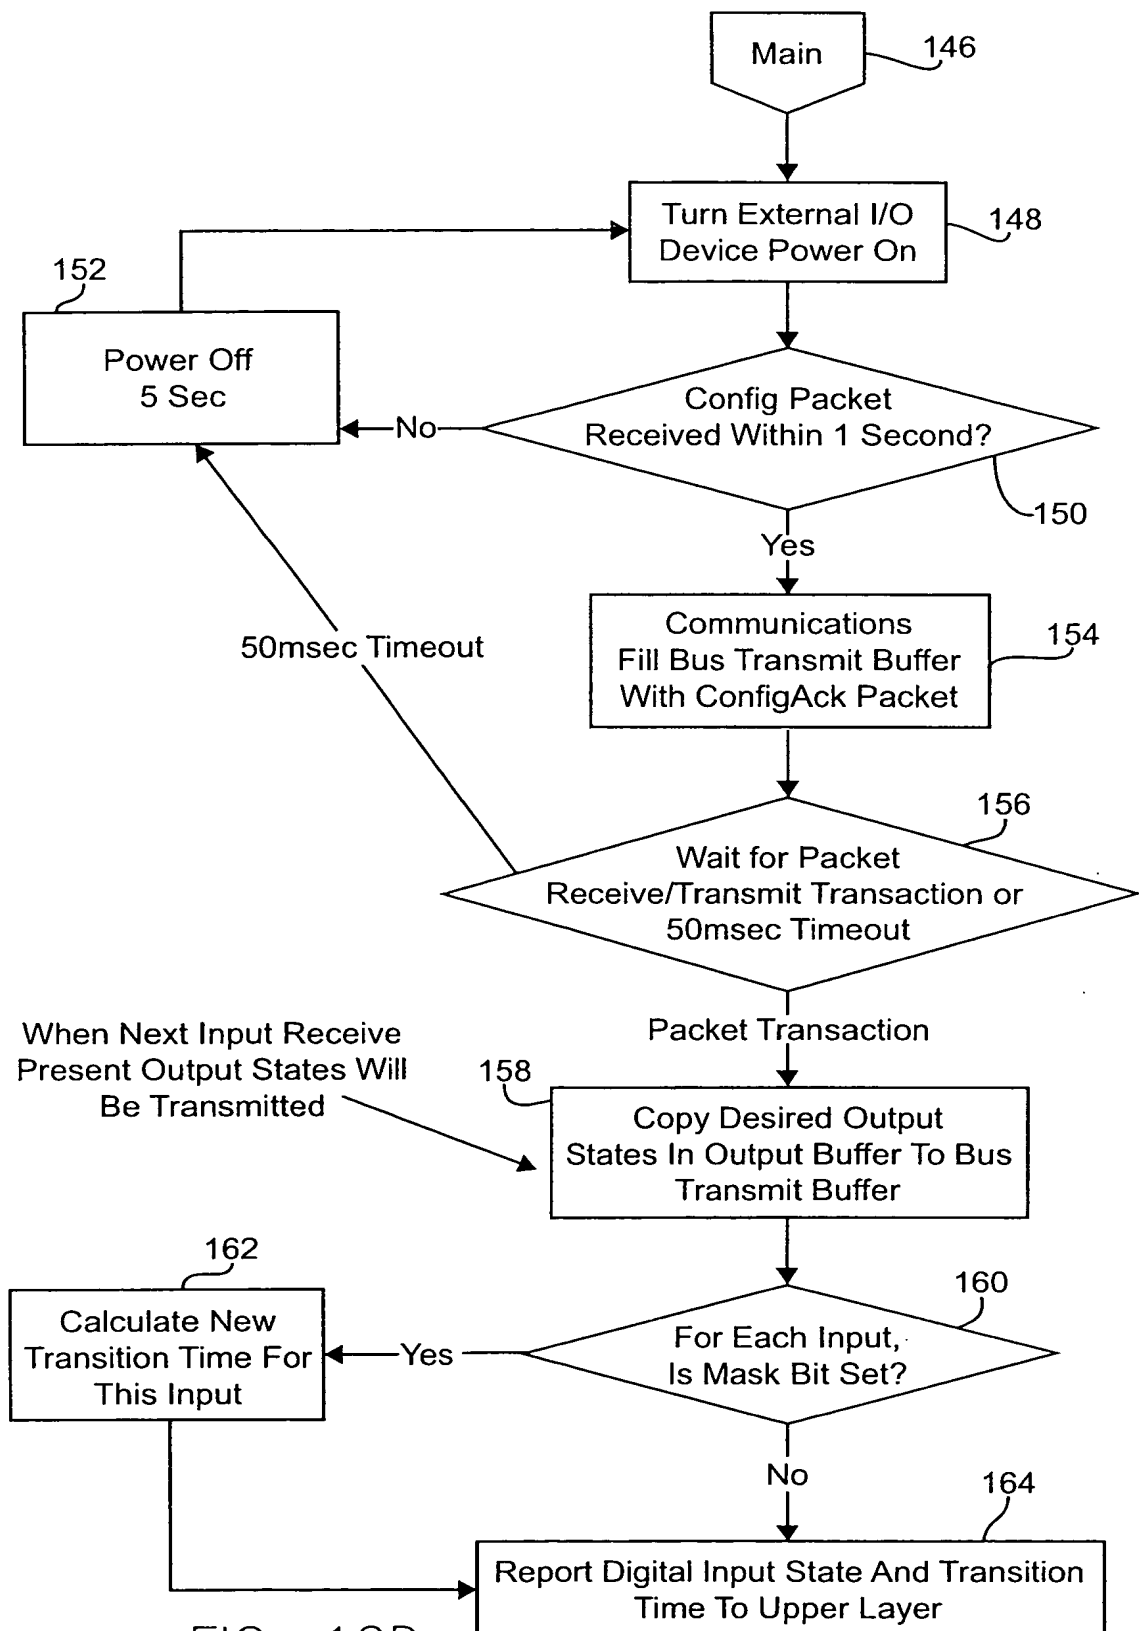 Main
146
Turn External I/O
Device Power On
148
152
Power Off
5 Sec
Config Packet
Received Within 1 Second?
No
150
Yes
Communications
Fill Bus Transmit Buffer
With ConfigAck Packet
154
50msec Timeout
156
Wait for Packet
Receive/Transmit Transaction or
50msec Timeout
Packet Transaction
When Next Input Receive
Present Output States Will
Be Transmitted
158
Copy Desired Output
States In Output Buffer To Bus
Transmit Buffer
162
Calculate New
Transition Time For
This Input
Yes
160
For Each Input,
Is Mask Bit Set?
No
164
Report Digital Input State And Transition
Time To Upper Layer